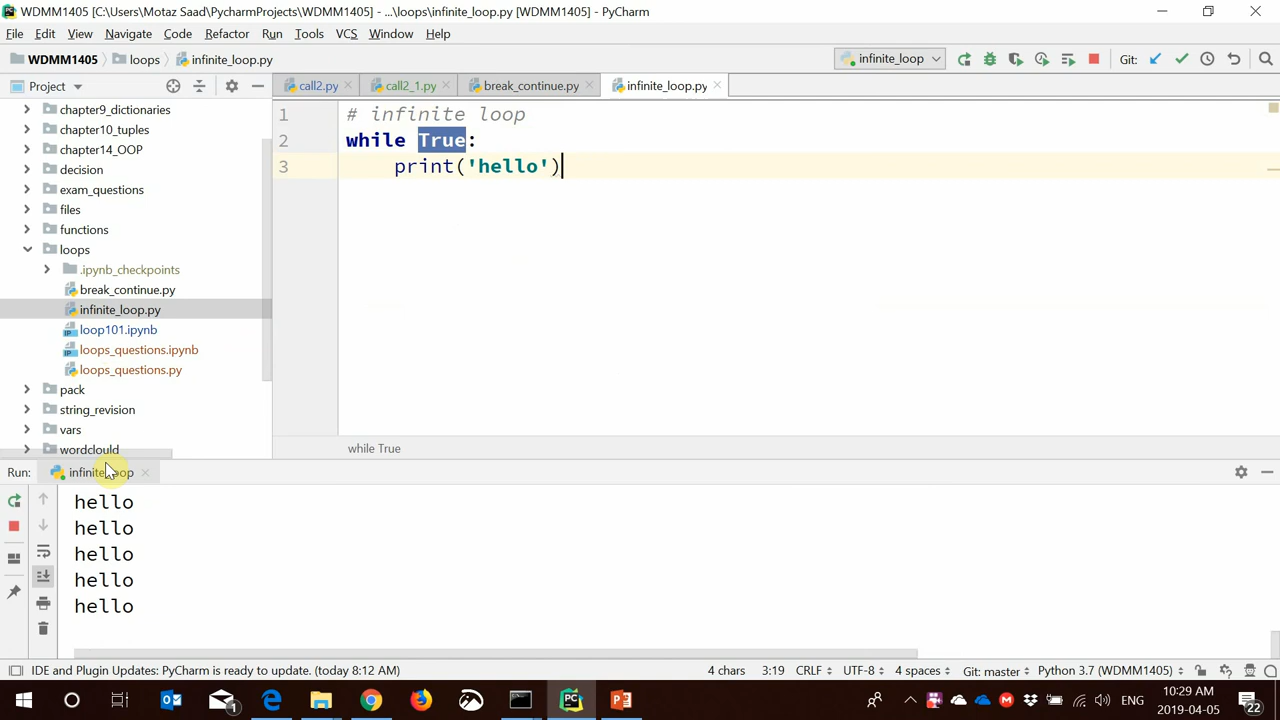 WDMM1405 [C:\Users\Motaz Saad\PycharmProjects\WDMM1405] - ...\loops\infinite_loop.py [WDMM1405] - PyCharm
File Edit View Navigate Code Refactor Run Tools VCS Window Help
WDMM1405 loops infinite_loop.py infinite_loop Git:
Project call2.py call2_1.py break_continue.py infinite_loop.py
chapter9_dictionaries
chapter10_tuples
chapter14_OOP
decision
exam_questions
files
functions
loops
.ipynb_checkpoints
break_continue.py
infinite_loop.py
loop101.ipynb
loops_questions.ipynb
loops_questions.py
pack
string_revision
vars
wordclould
1 # infinite loop
2 while True:
3 print('hello')
while True
Run: infinite_loop
hello
hello
hello
hello
hello
IDE and Plugin Updates: PyCharm is ready to update. (today 8:12 AM) 4 chars 3:19 CRLF UTF-8 4 spaces Git: master Python 3.7 (WDMM1405)
ENG 10:29 AM
2019-04-05 22